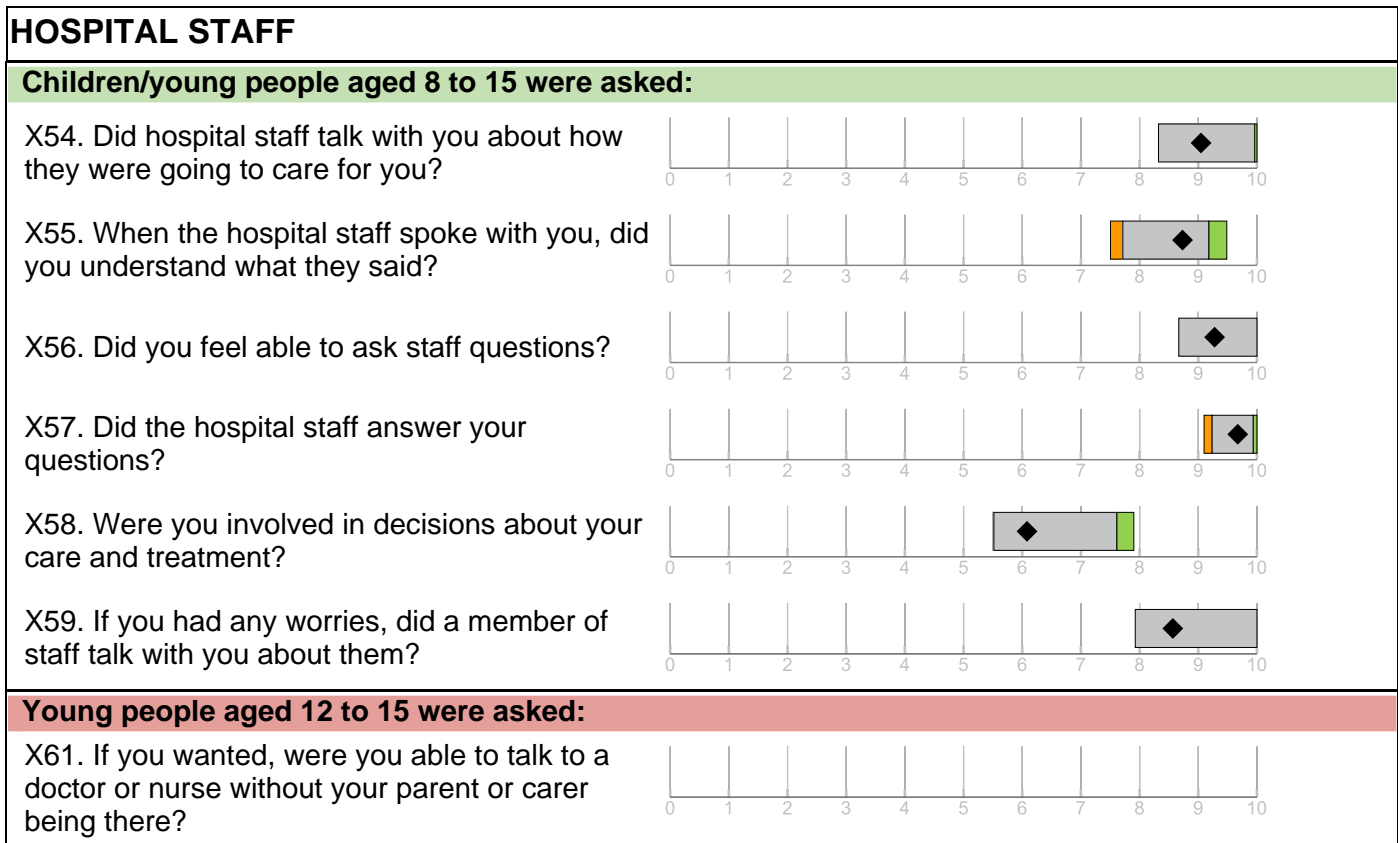 HOSPITAL STAFF
Children/young people aged 8 to 15 were asked:
X54. Did hospital staff talk with you about how
they were going to care for you?
0 1 2 3 4 5 6 7 8 9 10
X55. When the hospital staff spoke with you, did
you understand what they said?
0 1 2 3 4 5 6 7 8 9 10
X56. Did you feel able to ask staff questions?
0 1 2 3 4 5 6 7 8 9 10
X57. Did the hospital staff answer your
questions?
0 1 2 3 4 5 6 7 8 9 10
X58. Were you involved in decisions about your
care and treatment?
0 1 2 3 4 5 6 7 8 9 10
X59. If you had any worries, did a member of
staff talk with you about them?
0 1 2 3 4 5 6 7 8 9 10
Young people aged 12 to 15 were asked:
X61. If you wanted, were you able to talk to a
doctor or nurse without your parent or carer
being there?
0 1 2 3 4 5 6 7 8 9 10